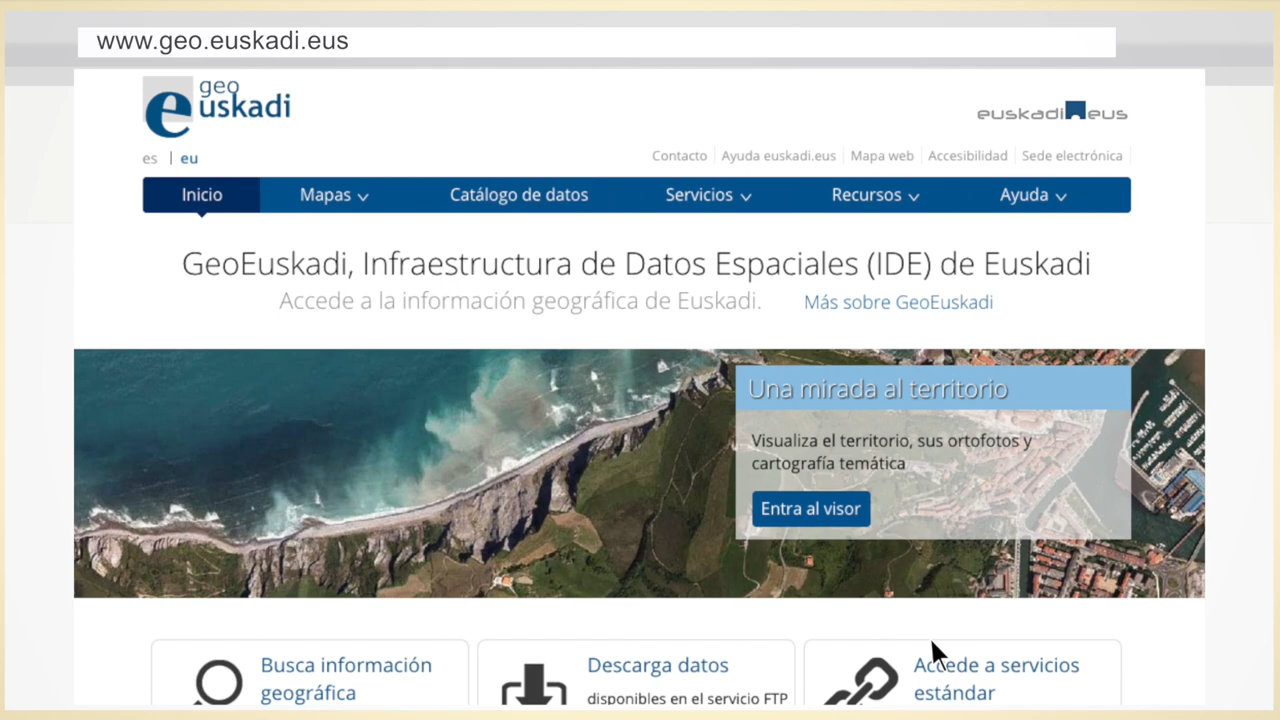 www.geo.euskadi.eus
geo
euskadi
euskadi eus
es | eu
Contacto Ayuda euskadi.eus Mapa web Accesibilidad Sede electrónica
Inicio Mapas Catálogo de datos Servicios Recursos Ayuda
GeoEuskadi, Infraestructura de Datos Espaciales (IDE) de Euskadi
Accede a la información geográfica de Euskadi. Más sobre GeoEuskadi
Una mirada al territorio
Visualiza el territorio, sus ortofotos y
cartografía temática
Entra al visor
Busca información
geográfica
Descarga datos
disponibles en el servicio FTP
Accede a servicios
estándar